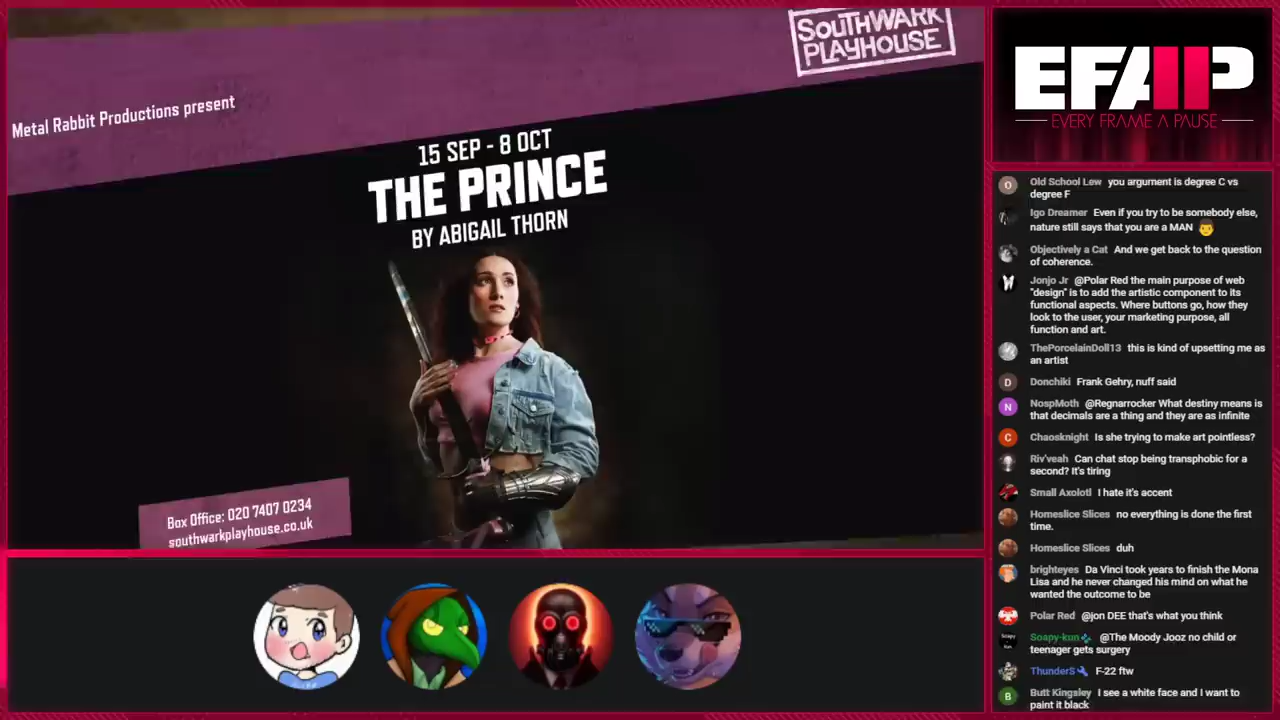 SOUTHWARK
PLAYHOUSE
Metal Rabbit Productions present
15 SEP - 8 OCT
THE PRINCE
BY ABIGAIL THORN
Box Office: 020 7407 0234
southwarkplayhouse.co.uk
EFAP
EVERY FRAME A PAUSE
Old School Lew you argument is degree C vs
degree F
Igo Dreamer Even if you try to be somebody else,
nature still says that you are a MAN 👨
Objectively a Cat And we get back to the question
of coherence.
Jonjo Jr @Polar Red the main purpose of web
"design" is to add the artistic component to its
functional aspects. Where buttons go, how they
look to the user, your marketing purpose, all
function and art.
ThePorcelainDoll13 this is kind of upsetting me as
an artist
D Donchiki Frank Gehry, nuff said
N NospMoth @Regnarrocker What destiny means is
that decimals are a thing and they are as infinite
C Chaosknight Is she trying to make art pointless?
Riv'veah Can chat stop being transphobic for a
second? It's tiring
Small Axolotl I hate it's accent
Homeslice Slices no everything is done the first
time.
Homeslice Slices duh
brighteyes Da Vinci took years to finish the Mona
Lisa and he never changed his mind on what he
wanted the outcome to be
Polar Red @jon DEE that's what you think
Soapy-kun @The Moody Jooz no child or
teenager gets surgery
ThunderS F-22 ftw
B Butt Kingsley I see a white face and I want to
paint it black